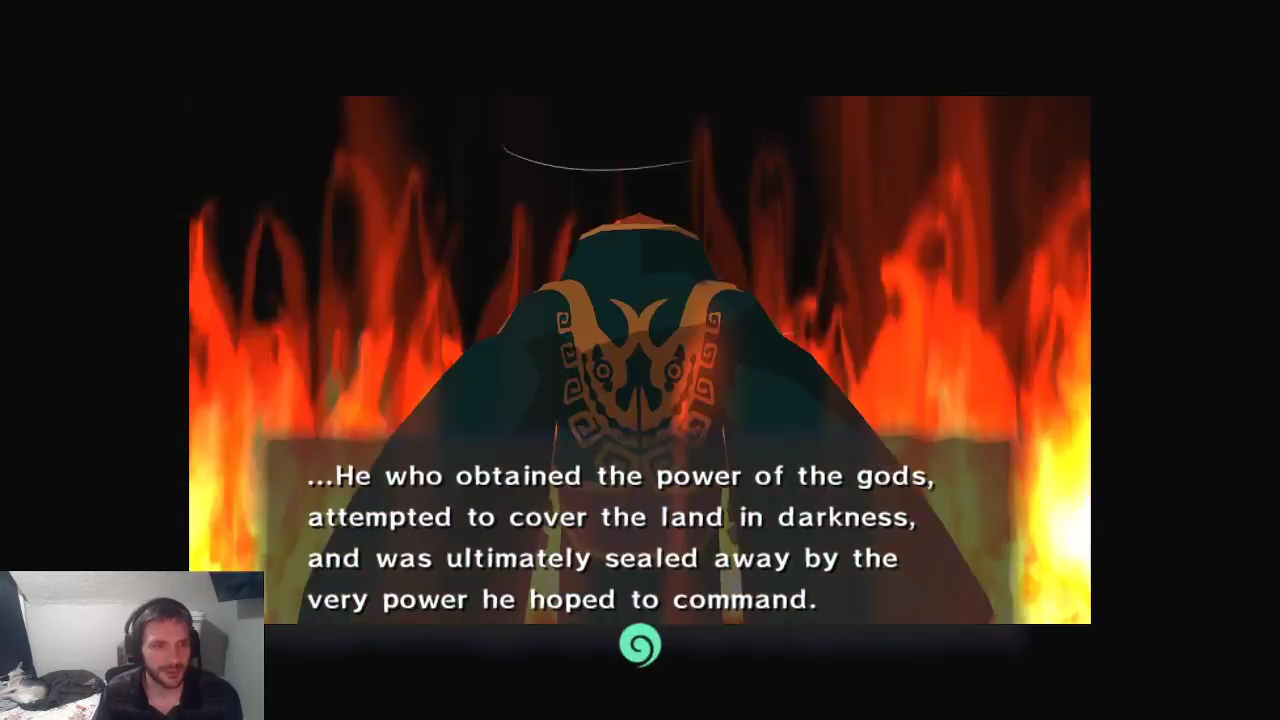 ...He who obtained the power of the gods,
attempted to cover the land in darkness,
and was ultimately sealed away by the
very power he hoped to command.